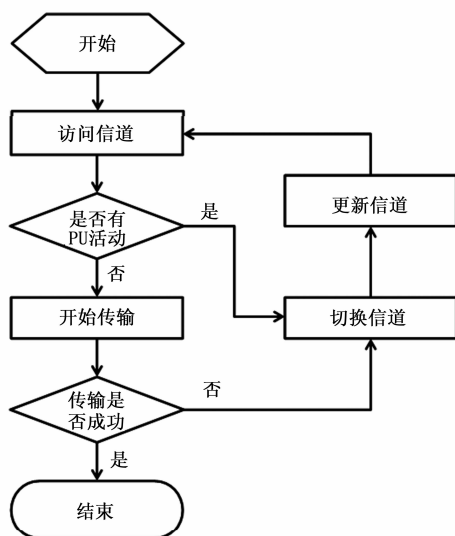 开始
访问信道
是否有
PU活动
是
否
更新信道
开始传输
切换信道
传输是
否成功
否
是
结束